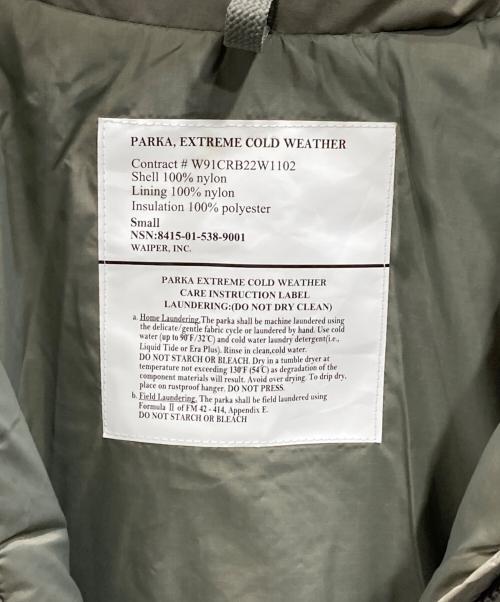 PARKA, EXTREME COLD WEATHER
Contract # W91CRB22W1102
Shell 100% nylon
Lining 100% nylon
Insulation 100% polyester
Small
NSN:8415-01-538-9001
WAIPER, INC.
PARKA EXTREME COLD WEATHER
CARE INSTRUCTION LABEL
LAUNDERING:(DO NOT DRY CLEAN)
a. Home Laundering. The parka shall be machine laundered using
the delicate/gentle fabric cycle or laundered by hand. Use cold
water (up to 90˚F/32˚C) and cold water laundry detergent(i.e.,
Liquid Tide or Era Plus). Rinse in clean,cold water.
DO NOT STARCH OR BLEACH. Dry in a tumble dryer at
temperature not exceeding 130˚F (54˚C) as degradation of the
component materials will result. Avoid over drying. To drip dry,
place on rustproof hanger. DO NOT PRESS.
b. Field Laundering. The parka shall be field laundered using
Formula II of FM 42 - 414, Appendix E.
DO NOT STARCH OR BLEACH